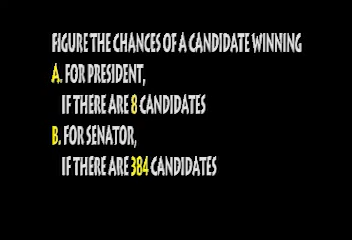 FIGURE THE CHANCES OF A CANDIDATE WINNING
A. FOR PRESIDENT,
IF THERE ARE 8 CANDIDATES
B. FOR SENATOR,
IF THERE ARE 384 CANDIDATES